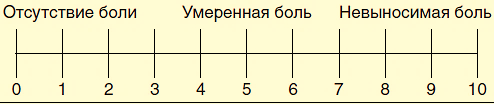 Отсутствие боли Умеренная боль Невыносимая боль
0 1 2 3 4 5 6 7 8 9 10